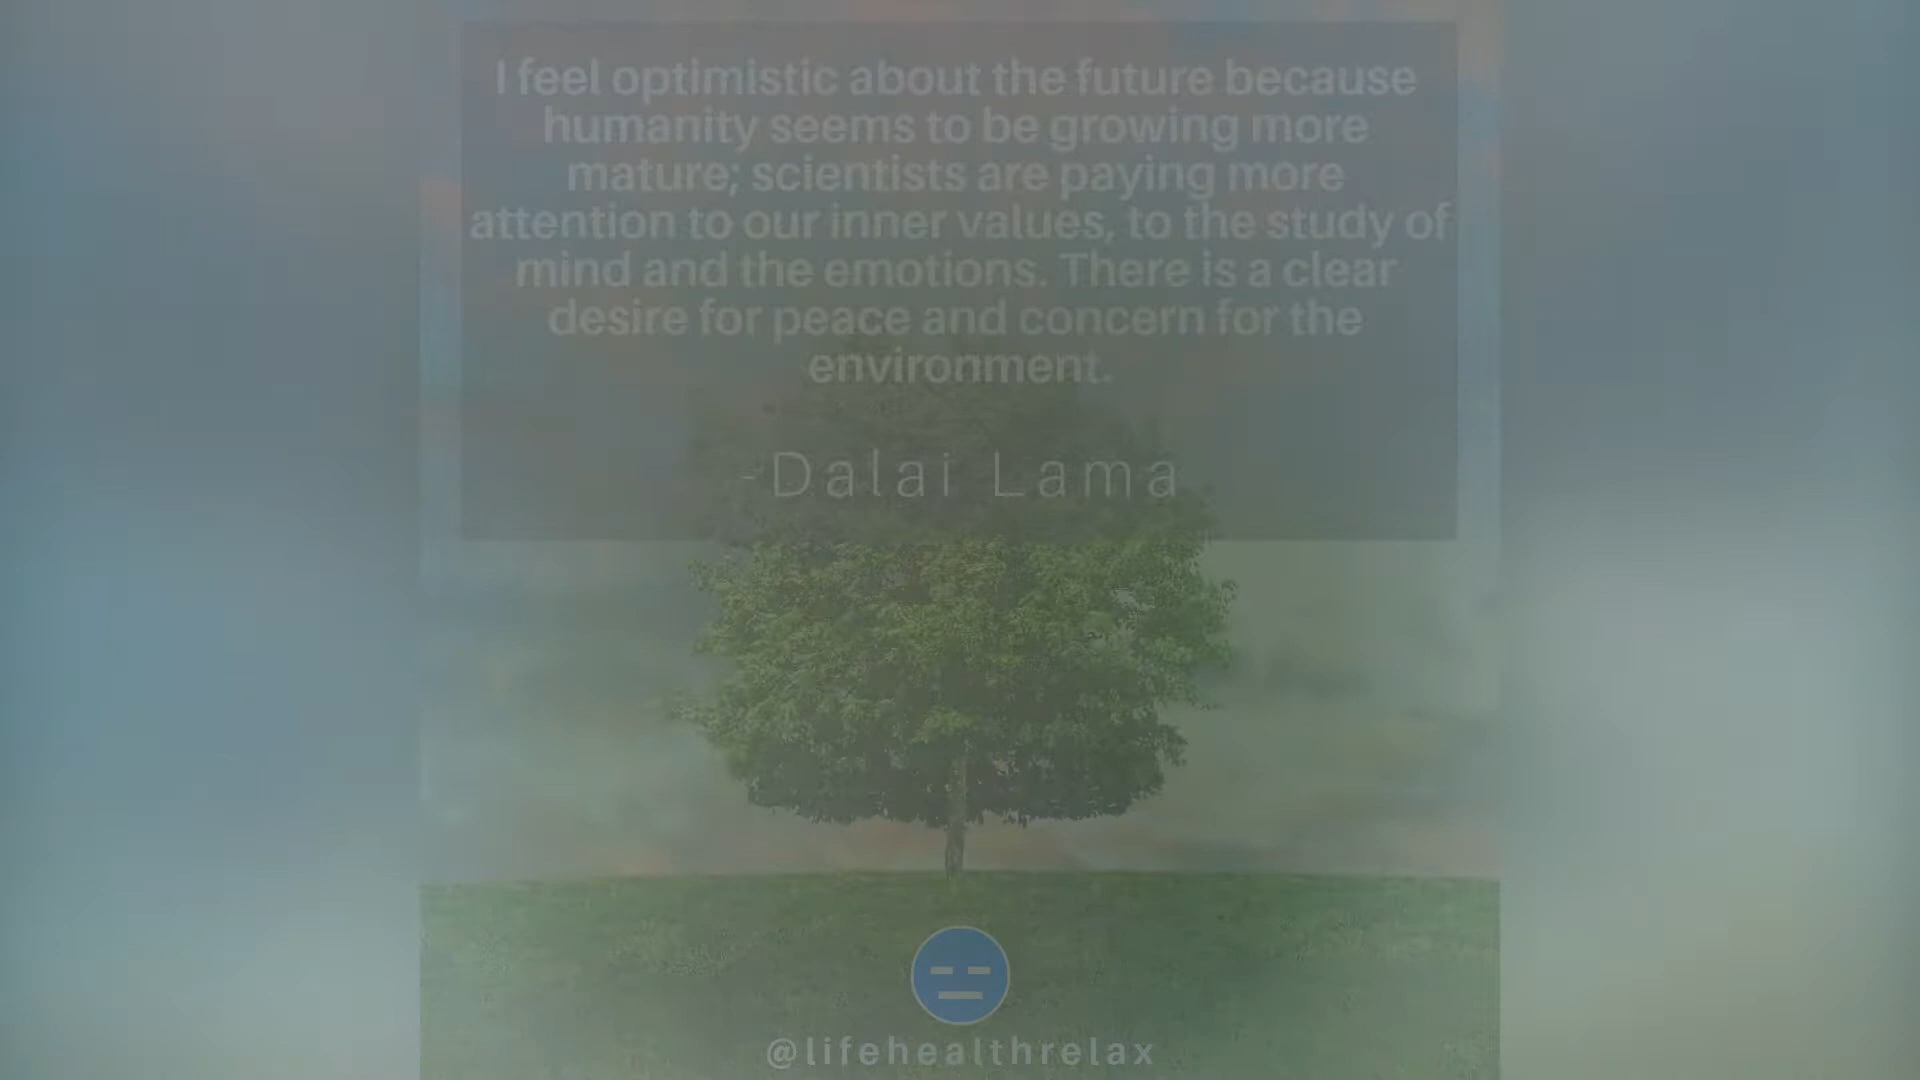 I feel optimistic about the future because
humanity seems to be growing more
mature; scientists are paying more
attention to our inner values, to the study of
mind and the emotions. There is a clear
desire for peace and concern for the
environment.
-Dalai Lama
@lifehealthrelax